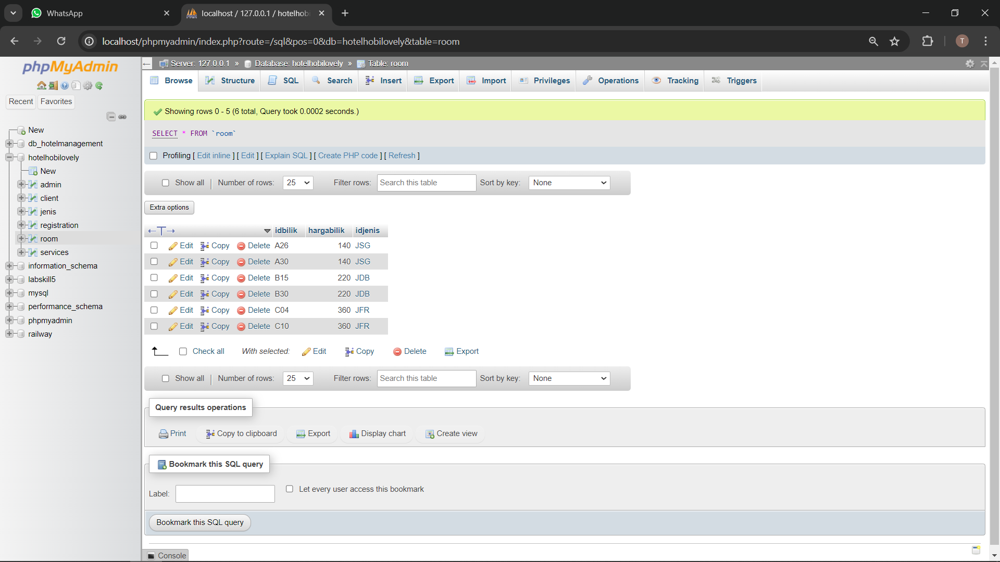 WhatsApp
localhost / 127.0.0.1 / hotelhobi
localhost/phpmyadmin/index.php?route=/sql&pos=0&db=hotelhobilovely&table=room
T
phpMyAdmin
Recent Favorites
New
db_hotelmanagement
hotelhobilovely
New
admin
client
jenis
registration
room
services
information_schema
labskill5
mysql
performance_schema
phpmyadmin
railway
Server: 127.0.0.1 » Database: hotelhobilovely » Table: room
Browse Structure SQL Search Insert Export Import Privileges Operations Tracking Triggers
Showing rows 0 - 5 (6 total, Query took 0.0002 seconds.)
SELECT * FROM `room`
Profiling [ Edit inline ] [ Edit ] [ Explain SQL ] [ Create PHP code ] [ Refresh ]
Show all | Number of rows: 25 Filter rows: Search this table Sort by key: None
Extra options
←T→ idbilik hargabilik idjenis
Edit Copy Delete A26 140 JSG
Edit Copy Delete A30 140 JSG
Edit Copy Delete B15 220 JDB
Edit Copy Delete B30 220 JDB
Edit Copy Delete C04 360 JFR
Edit Copy Delete C10 360 JFR
Check all With selected: Edit Copy Delete Export
Show all | Number of rows: 25 Filter rows: Search this table Sort by key: None
Query results operations
Print Copy to clipboard Export Display chart Create view
Bookmark this SQL query
Label: Let every user access this bookmark
Bookmark this SQL query
Console